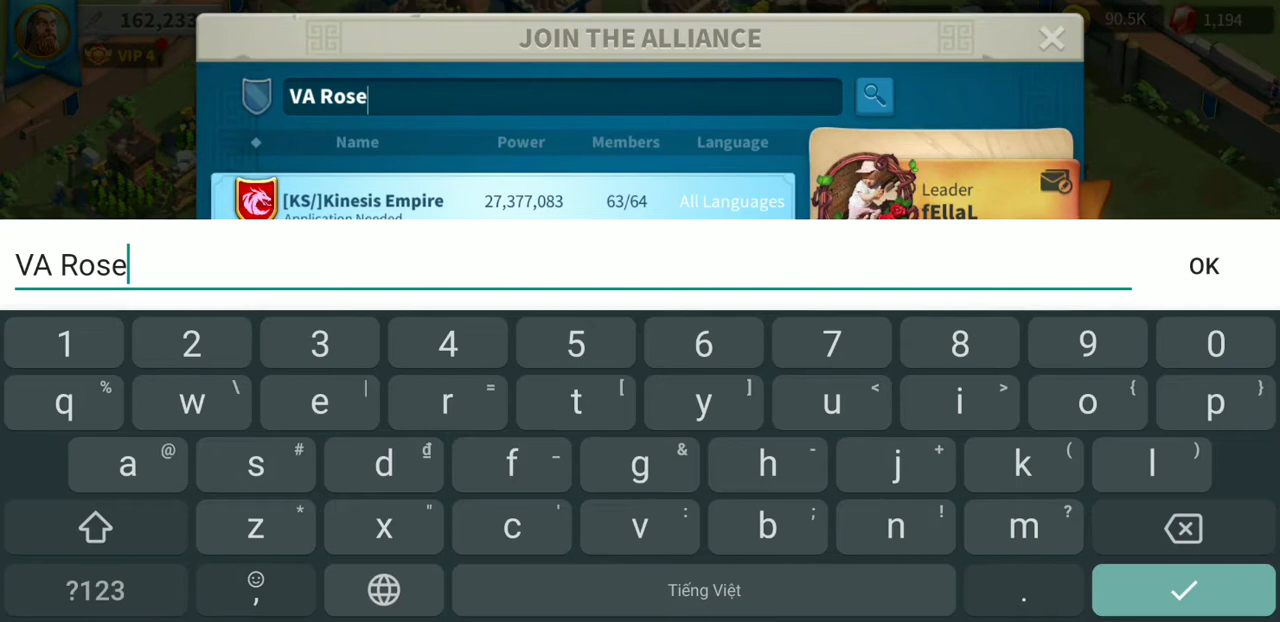 162,233
VIP 4
JOIN THE ALLIANCE
90.5K 1,194
VA Rose
Name Power Members Language
[KS/]Kinesis Empire 27,377,083 63/64 All Languages
Application Needed
Leader
fEllaL
VA Rose OK
1 2 3 4 5 6 7 8 9 0
q % w \ e | r = t [ y ] u < i > o { p }
a @ s # d đ f _ g & h - j + k ( l )
z * x " c ' v : b ; n ! m ?
?123 , Tiếng Việt .